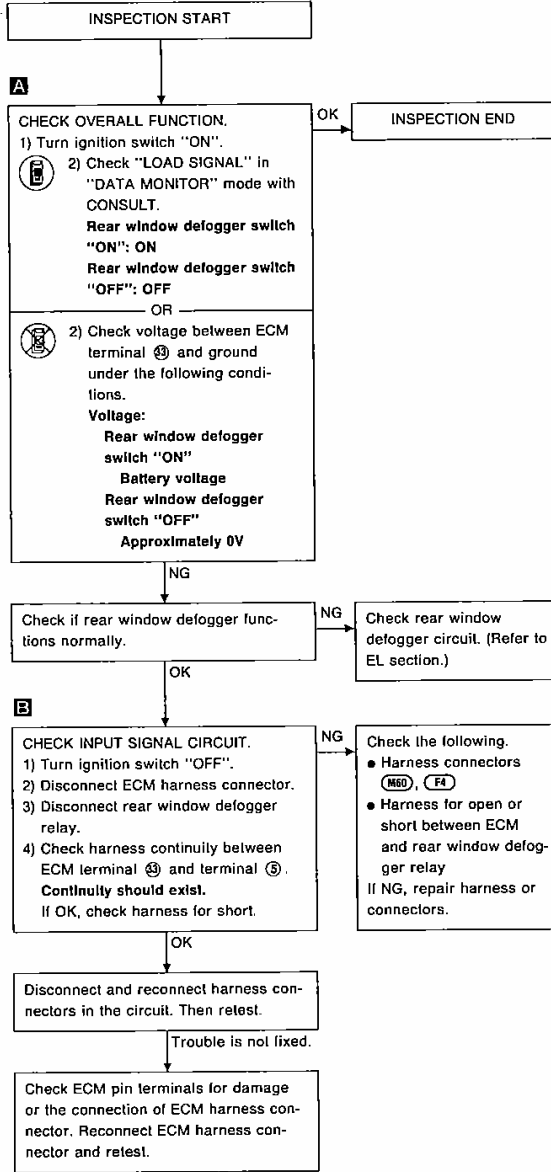 INSPECTION START
A
CHECK OVERALL FUNCTION.
1) Turn ignition switch "ON".
2) Check "LOAD SIGNAL" in
"DATA MONITOR" mode with
CONSULT.
Rear window defogger switch
"ON": ON
Rear window defogger switch
"OFF": OFF
OR
2) Check voltage between ECM
terminal ㉝ and ground
under the following condi-
tions.
Voltage:
Rear window defogger
switch "ON"
Battery voltage
Rear window defogger
switch "OFF"
Approximately 0V
OK
INSPECTION END
NG
Check if rear window defogger func-
tions normally.
NG
Check rear window
defogger circuit. (Refer to
EL section.)
OK
B
CHECK INPUT SIGNAL CIRCUIT.
1) Turn ignition switch "OFF".
2) Disconnect ECM harness connector.
3) Disconnect rear window defogger
relay.
4) Check harness continuity between
ECM terminal ㉝ and terminal ⑤.
Continuity should exist.
If OK, check harness for short.
NG
Check the following.
● Harness connectors
M60, F4
● Harness for open or
short between ECM
and rear window defog-
ger relay
If NG, repair harness or
connectors.
OK
Disconnect and reconnect harness con-
nectors in the circuit. Then retest.
Trouble is not fixed.
Check ECM pin terminals for damage
or the connection of ECM harness con-
nector. Reconnect ECM harness con-
nector and retest.